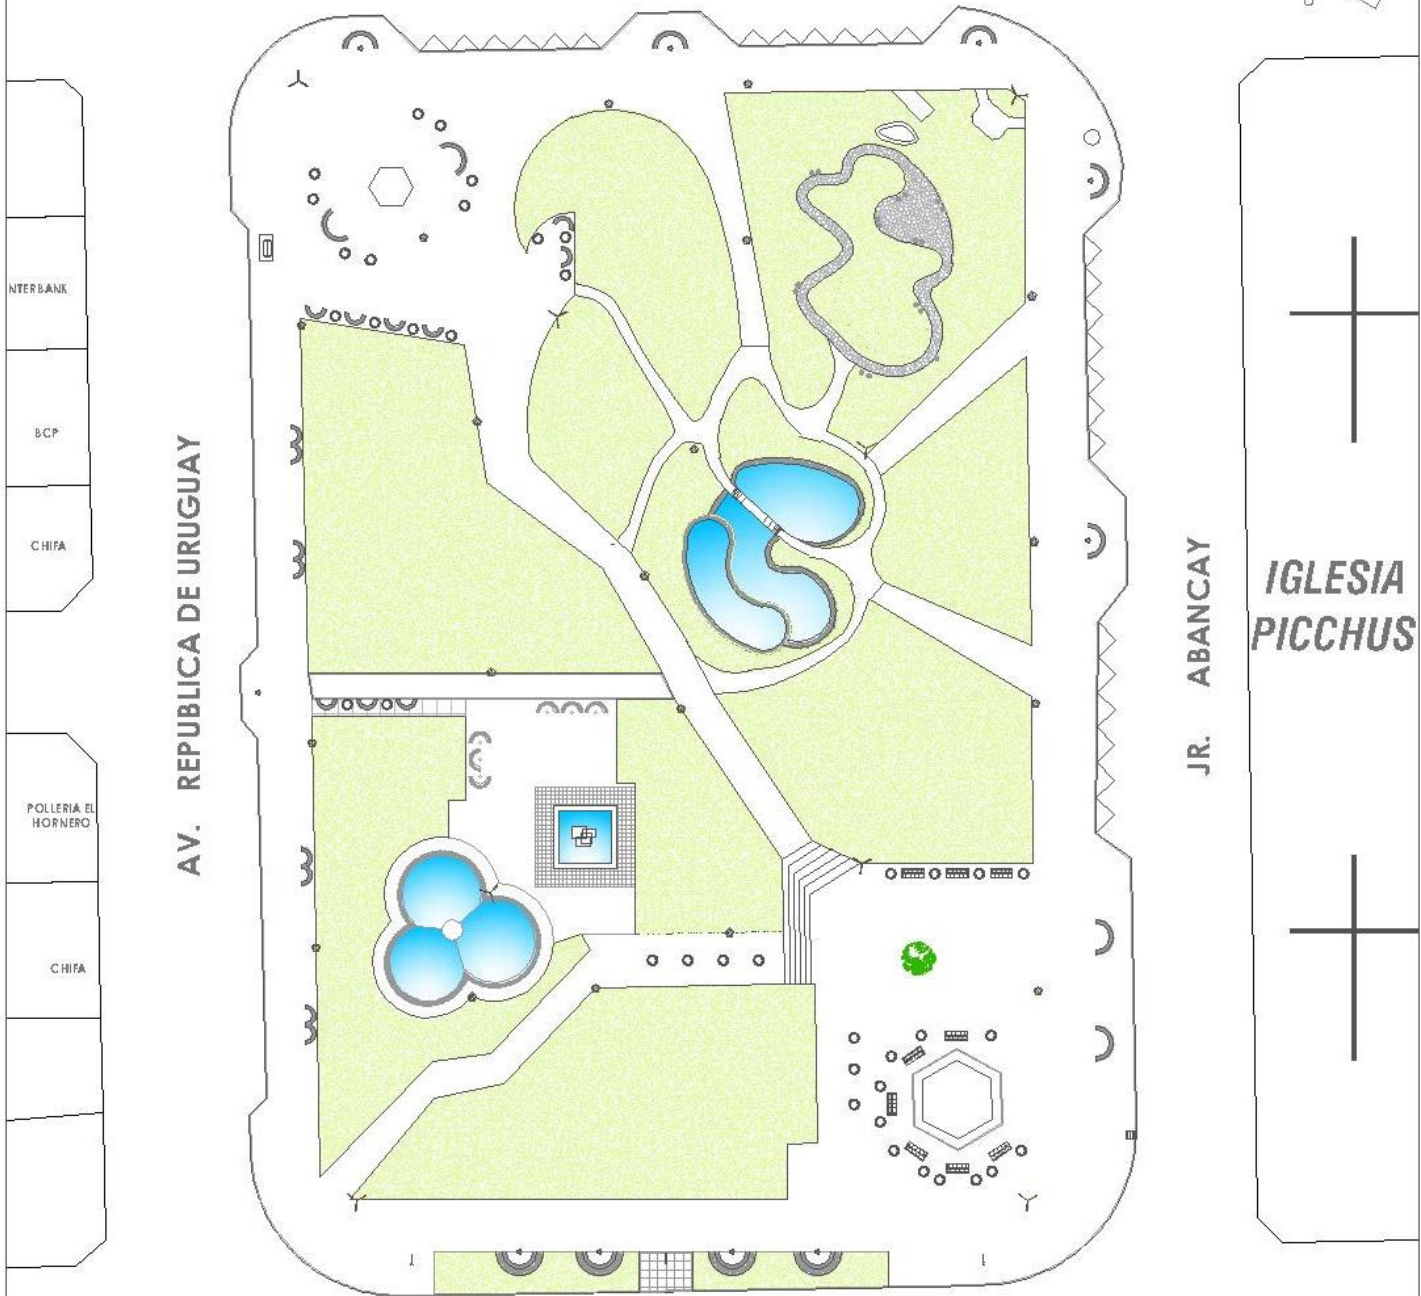 NTERBANK
BCP
CHIFA
POLLERIA EL
HORNERO
CHIFA
AV. REPUBLICA DE URUGUAY
JR. ABANCAY
IGLESIA
PICCHUS